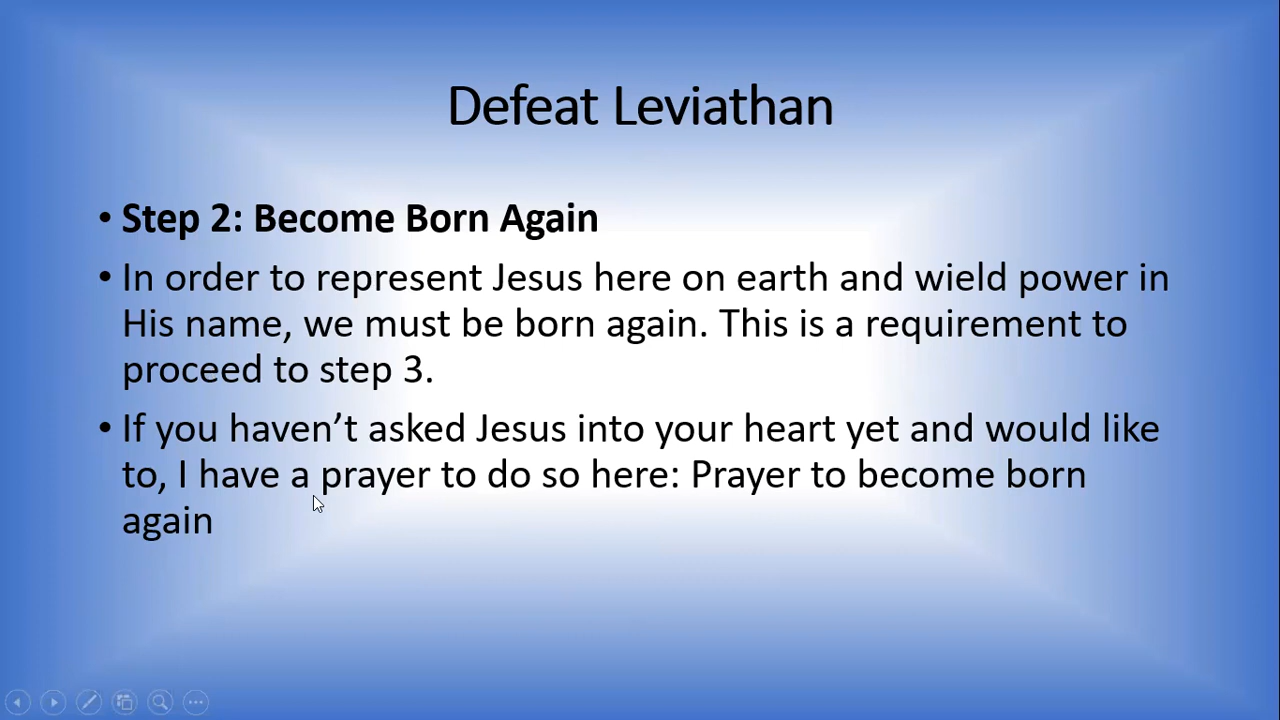 Defeat Leviathan
• Step 2: Become Born Again
• In order to represent Jesus here on earth and wield power in
His name, we must be born again. This is a requirement to
proceed to step 3.
• If you haven’t asked Jesus into your heart yet and would like
to, I have a prayer to do so here: Prayer to become born
again